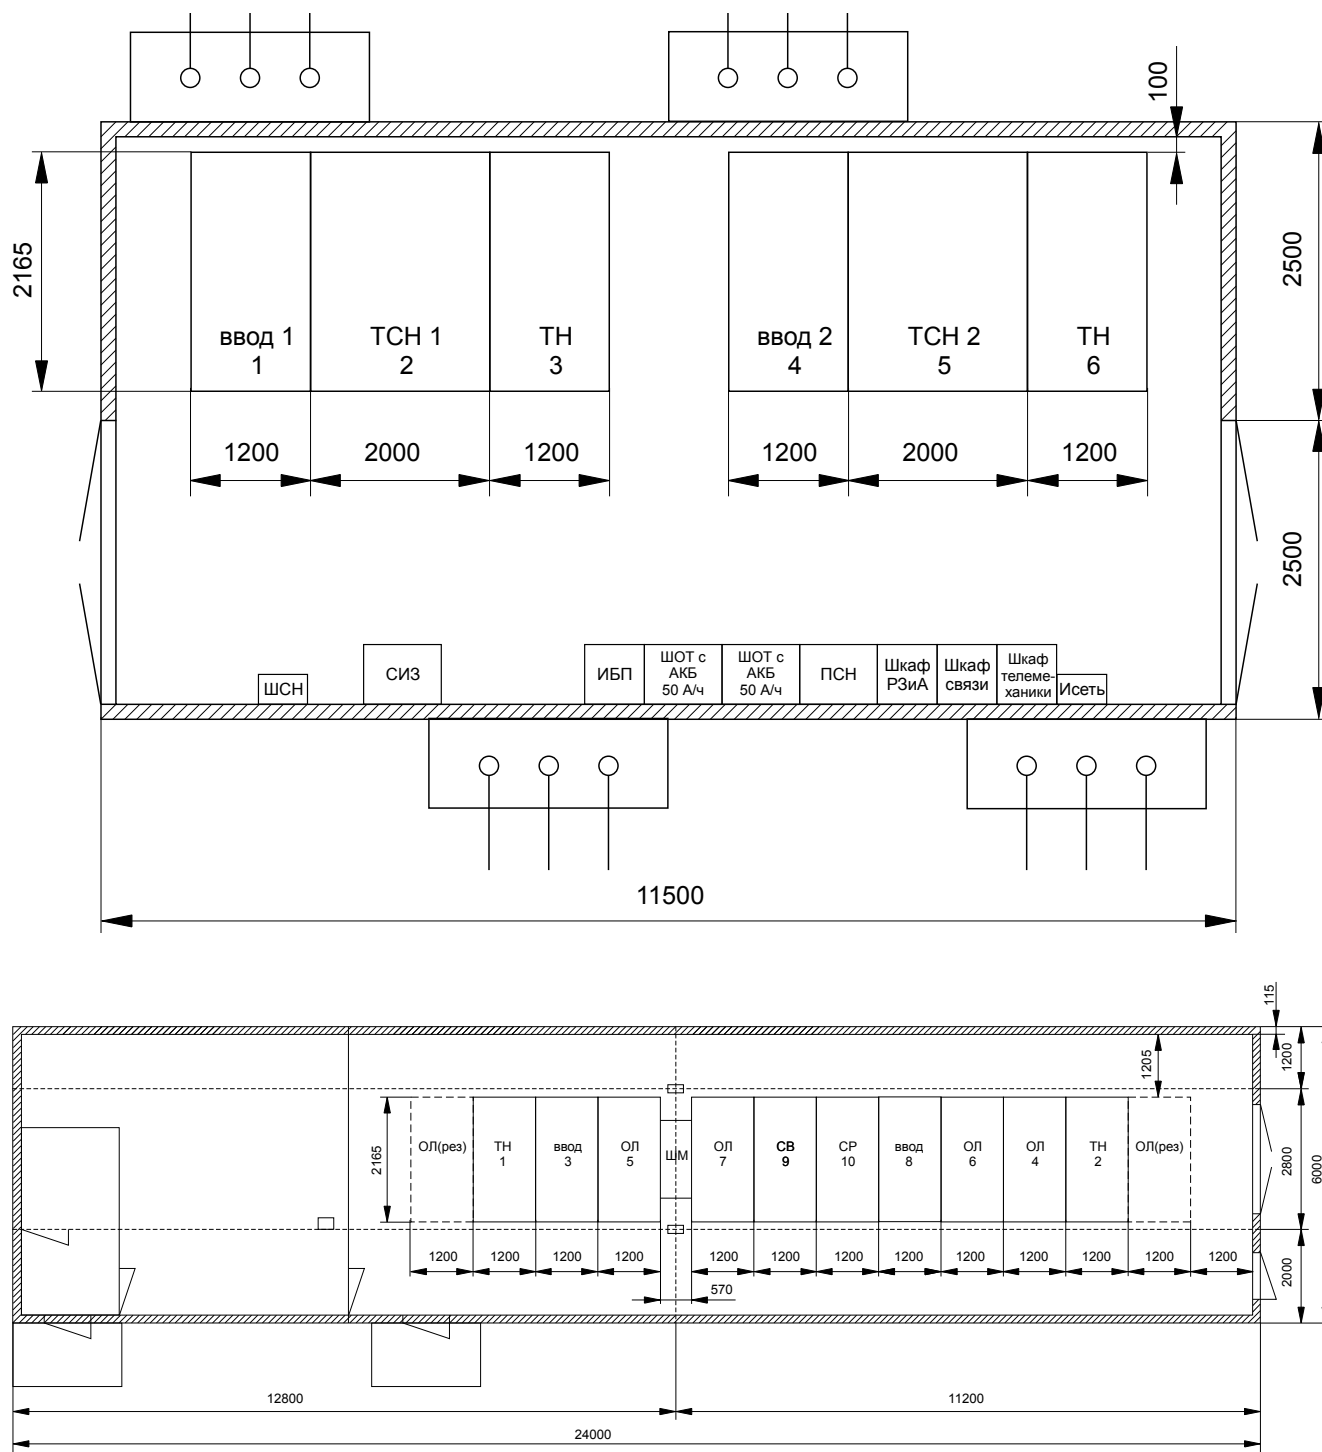 100
2165
2500
ввод 1
1
ТСН 1
2
ТН
3
ввод 2
4
ТСН 2
5
ТН
6
1200
2000
1200
1200
2000
1200
2500
ШСН
СИЗ
ИБП
ШОТ с
АКБ
50 А/ч
ШОТ с
АКБ
50 А/ч
ПСН
Шкаф
РЗиА
Шкаф
связи
Шкаф
телеме-
ханики
Исеть
11500
115
1200
1205
2165
ОЛ(рез)
ТН
1
ввод
3
ОЛ
5
ШМ
ОЛ
7
СВ
9
СР
10
ввод
8
ОЛ
6
ОЛ
4
ТН
2
ОЛ(рез)
2800
6000
1200
1200
1200
1200
1200
1200
1200
1200
1200
1200
1200
1200
1200
2000
570
12800
11200
24000